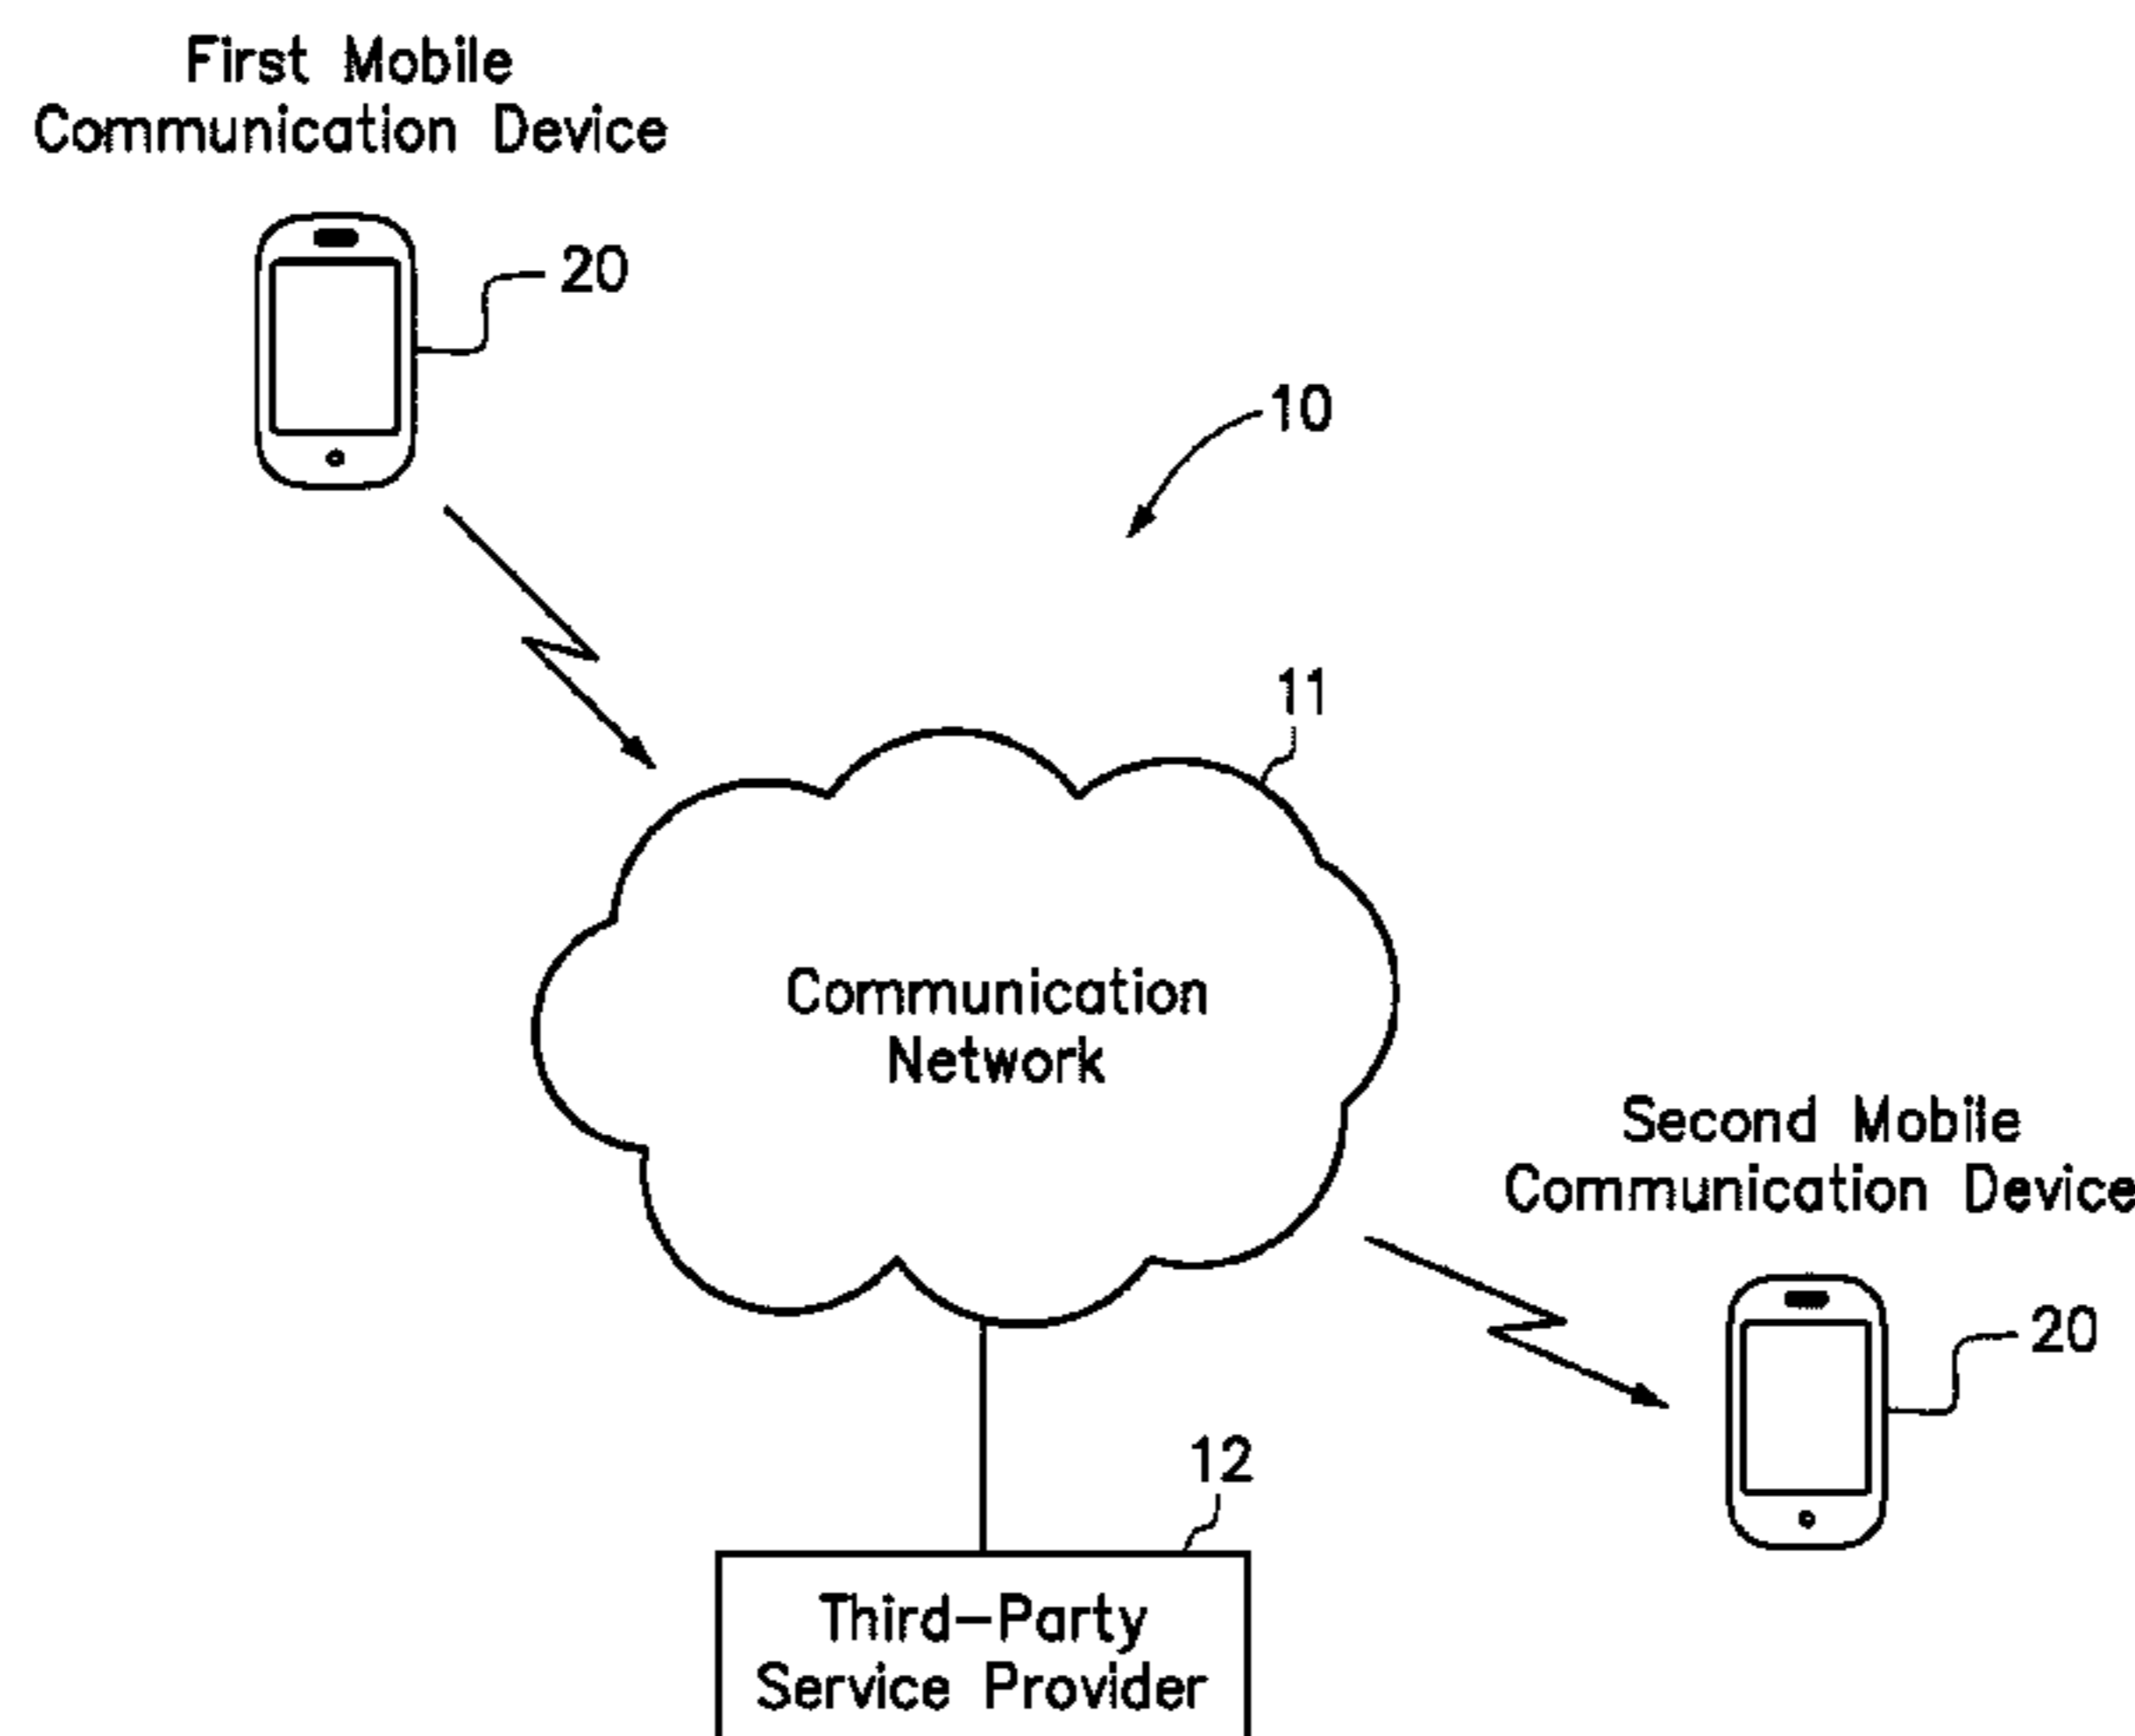 First Mobile
Communication Device
20
10
11
Communication
Network
Second Mobile
Communication Device
20
12
Third-Party
Service Provider